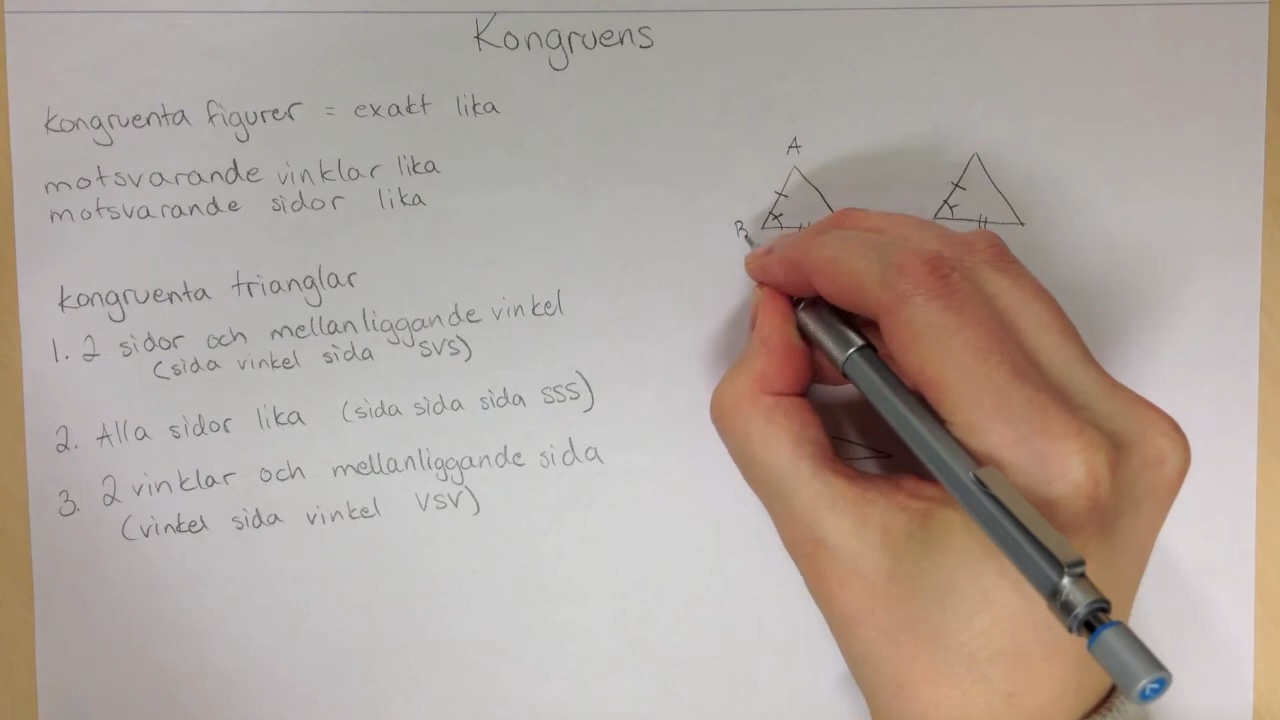 Kongruens
kongruenta figurer = exakt lika
motsvarande vinklar lika
motsvarande sidor lika
kongruenta trianglar
1. 2 sidor och mellanliggande vinkel
(sida vinkel sida SVS)
2. Alla sidor lika (sida sida sida SSS)
3. 2 vinklar och mellanliggande sida
(vinkel sida vinkel VSV)
A
B